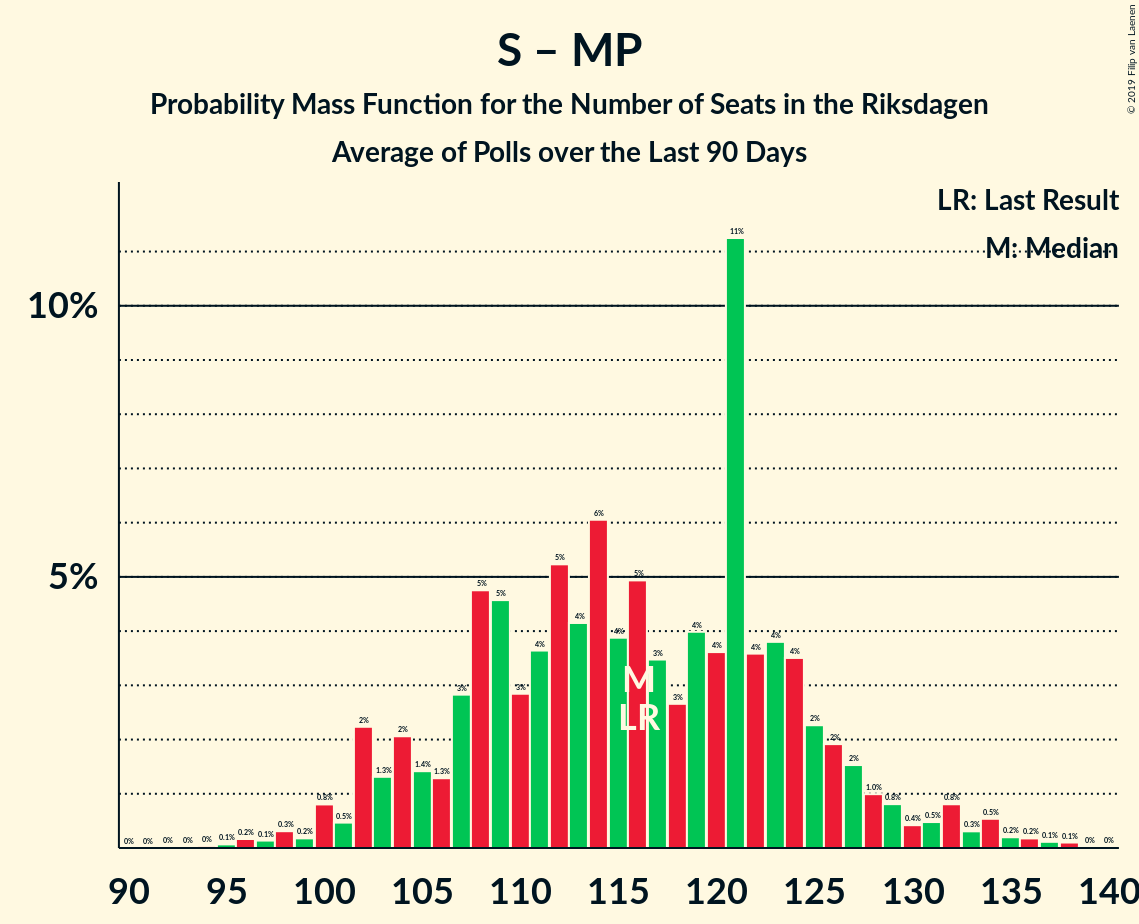 © 2019 Filip van Laenen
S – MP
Probability Mass Function for the Number of Seats in the Riksdagen
Average of Polls over the Last 90 Days
LR: Last Result
M: Median
10%
5%
0% 0% 0% 0% 0% 0.1% 0.2% 0.1% 0.3% 0.2% 0.8% 0.5% 2% 1.3% 2% 1.4% 1.3% 3% 5% 5% 3% 4% 5% 4% 6% 4% 5% 3% 3% 4% 4% 11% 4% 4% 4% 2% 2% 2% 1.0% 0.8% 0.4% 0.5% 0.8% 0.3% 0.5% 0.2% 0.2% 0.1% 0.1% 0% 0%
M
LR
90 95 100 105 110 115 120 125 130 135 140